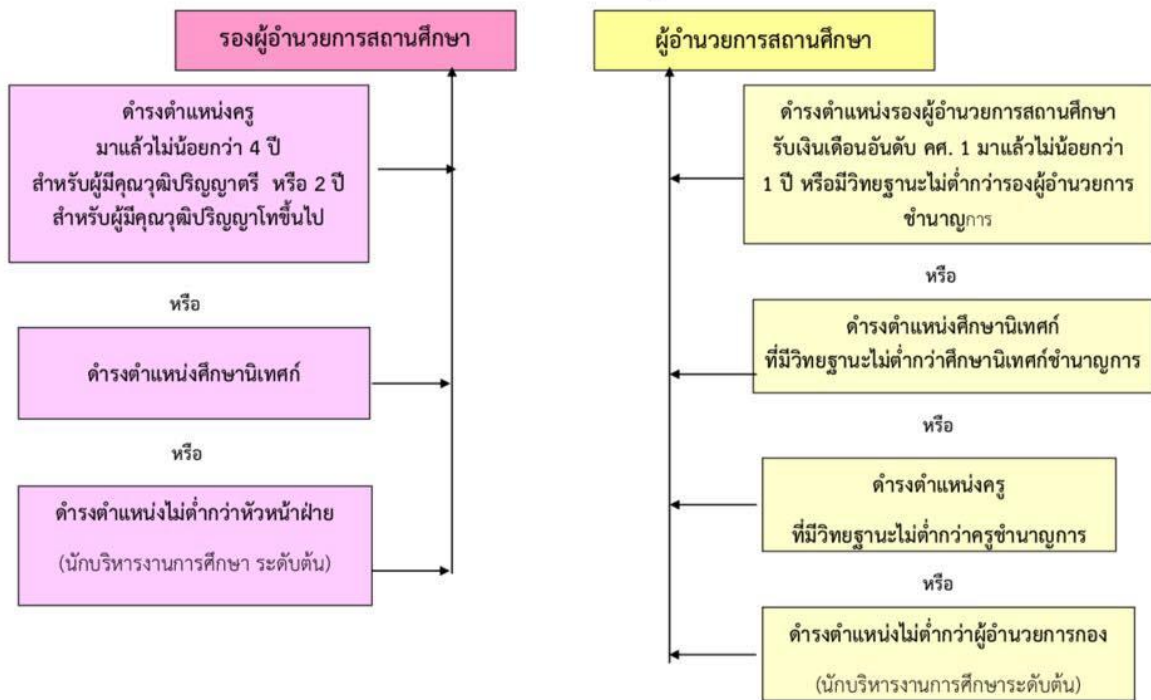 รองผู้อำนวยการสถานศึกษา
ดำรงตำแหน่งครู
มาแล้วไม่น้อยกว่า 4 ปี
สำหรับผู้มีคุณวุฒิปริญญาตรี หรือ 2 ปี
สำหรับผู้มีคุณวุฒิปริญญาโทขึ้นไป
หรือ
ดำรงตำแหน่งศึกษานิเทศก์
หรือ
ดำรงตำแหน่งไม่ต่ำกว่าหัวหน้าฝ่าย
(นักบริหารงานการศึกษา ระดับต้น)
ผู้อำนวยการสถานศึกษา
ดำรงตำแหน่งรองผู้อำนวยการสถานศึกษา
รับเงินเดือนอันดับ คศ. 1 มาแล้วไม่น้อยกว่า
1 ปี หรือมีวิทยฐานะไม่ต่ำกว่ารองผู้อำนวยการ
ชำนาญการ
หรือ
ดำรงตำแหน่งศึกษานิเทศก์
ที่มีวิทยฐานะไม่ต่ำกว่าศึกษานิเทศก์ชำนาญการ
หรือ
ดำรงตำแหน่งครู
ที่มีวิทยฐานะไม่ต่ำกว่าครูชำนาญการ
หรือ
ดำรงตำแหน่งไม่ต่ำกว่าผู้อำนวยการกอง
(นักบริหารงานการศึกษาระดับต้น)